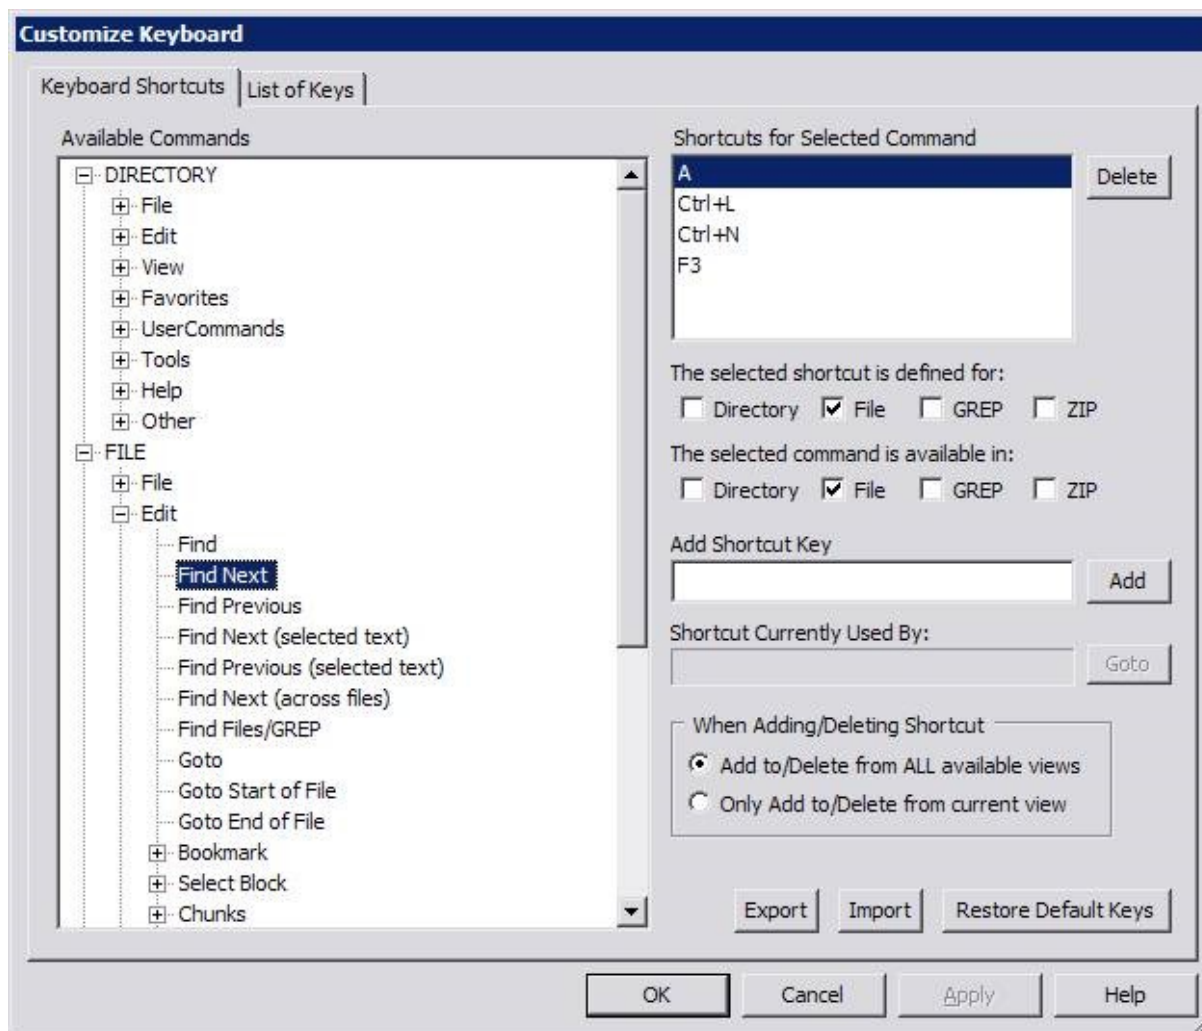 Customize Keyboard
Keyboard Shortcuts
List of Keys
Available Commands
DIRECTORY
File
Edit
View
Favorites
UserCommands
Tools
Help
Other
FILE
File
Edit
Find
Find Next
Find Previous
Find Next (selected text)
Find Previous (selected text)
Find Next (across files)
Find Files/GREP
Goto
Goto Start of File
Goto End of File
Bookmark
Select Block
Chunks
Shortcuts for Selected Command
A
Ctrl+L
Ctrl+N
F3
Delete
The selected shortcut is defined for:
Directory File GREP ZIP
The selected command is available in:
Directory File GREP ZIP
Add Shortcut Key
Add
Shortcut Currently Used By:
Goto
When Adding/Deleting Shortcut
Add to/Delete from ALL available views
Only Add to/Delete from current view
Export Import Restore Default Keys
OK Cancel Apply Help